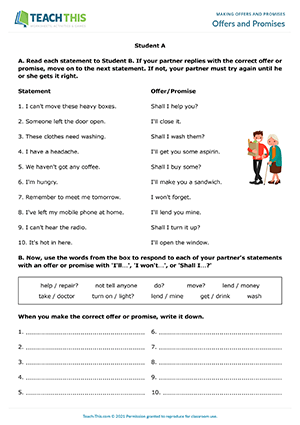 TEACHTHIS
MAKING OFFERS AND PROMISES
Offers and Promises
Student A
A. Read each statement to Student B. If your partner replies with the correct offer or
promise, move on to the next statement. If not, your partner must try again until he
or she gets it right.
Statement Offer/Promise
1. I can't move these heavy boxes. Shall I help you?
2. Someone left the door open. I'll close it.
3. These clothes need washing. Shall I wash them?
4. I have a headache. I'll get you some aspirin.
5. We haven't got any coffee. Shall I buy some?
6. I'm hungry. I'll make you a sandwich.
7. Remember to meet me tomorrow. I won't forget.
8. I've left my mobile phone at home. I'll lend you mine.
9. I can't hear the radio. Shall I turn it up?
10. It's hot in here. I'll open the window.
B. Now, use the words from the box to respond to each of your partner's statements
with an offer or promise with 'I'll…', 'I won't…', or 'Shall I…?'
help / repair? not tell anyone do? move? lend / money
take / doctor turn on / light? lend / mine get / drink wash
When you make the correct offer or promise, write it down.
1. 6.
2. 7.
3. 8.
4. 9.
5. 10.
Teach-This.com © 2023 Permission granted to reproduce for classroom use.